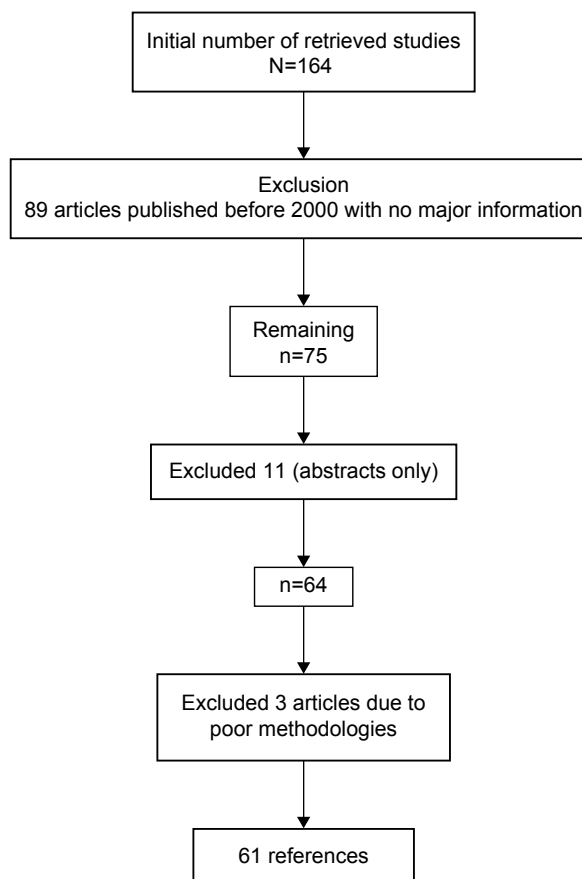 Initial number of retrieved studies
N=164
Exclusion
89 articles published before 2000 with no major information
Remaining
n=75
Excluded 11 (abstracts only)
n=64
Excluded 3 articles due to
poor methodologies
61 references